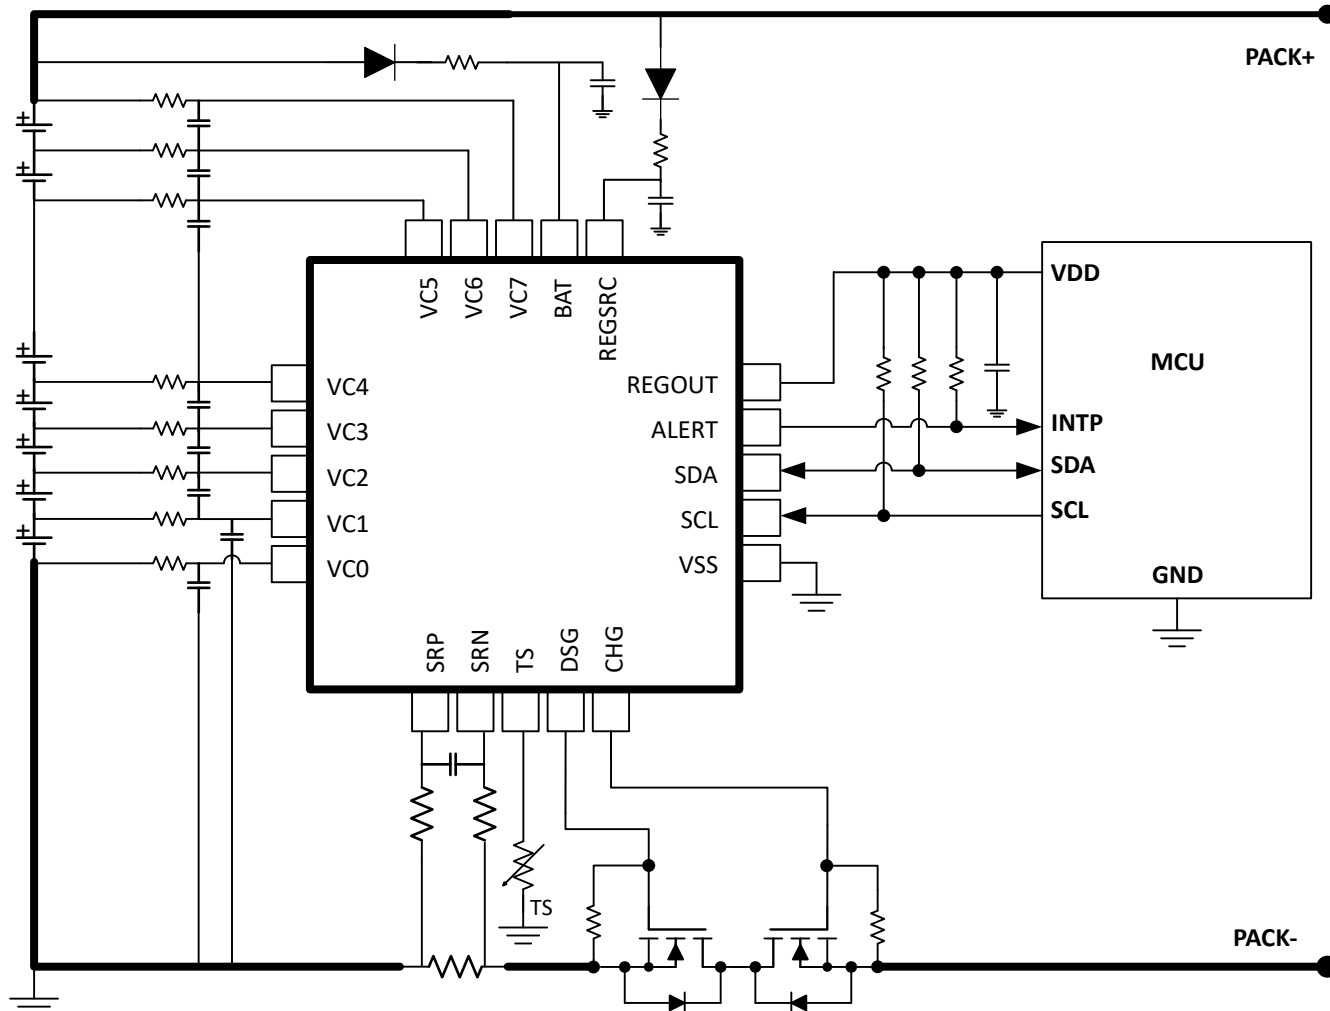 PACK+
VC5
VC6
VC7
BAT
REGSRC
VDD
MCU
VC4
REGOUT
VC3
ALERT
INTP
VC2
SDA
SDA
VC1
SCL
SCL
VC0
VSS
GND
SRP
SRN
TS
DSG
CHG
TS
PACK-